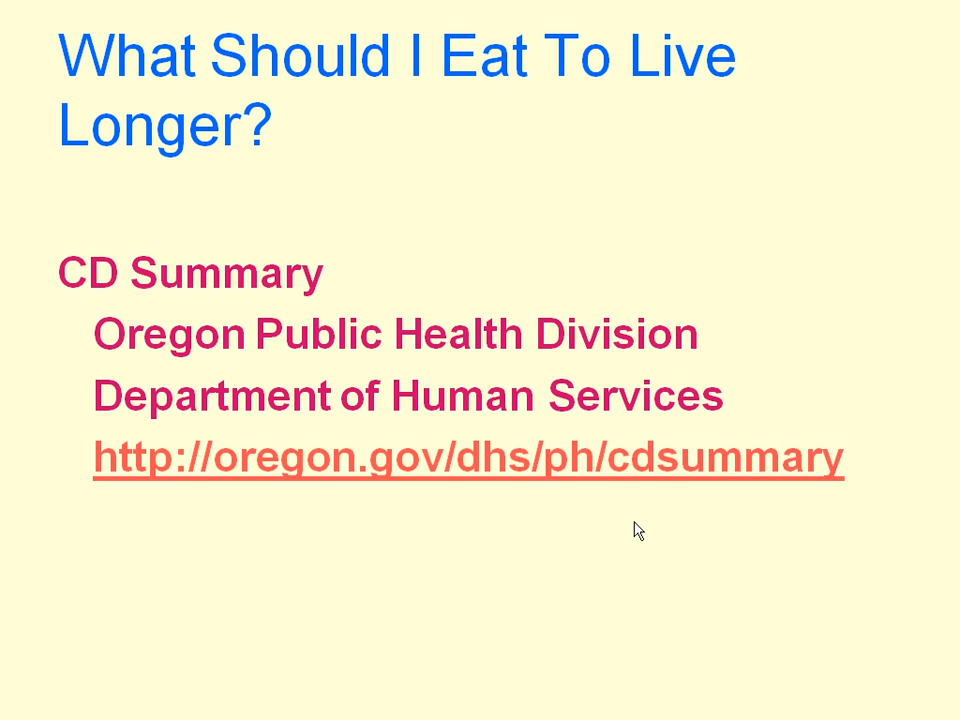 What Should I Eat To Live
Longer?
CD Summary
Oregon Public Health Division
Department of Human Services
http://oregon.gov/dhs/ph/cdsummary